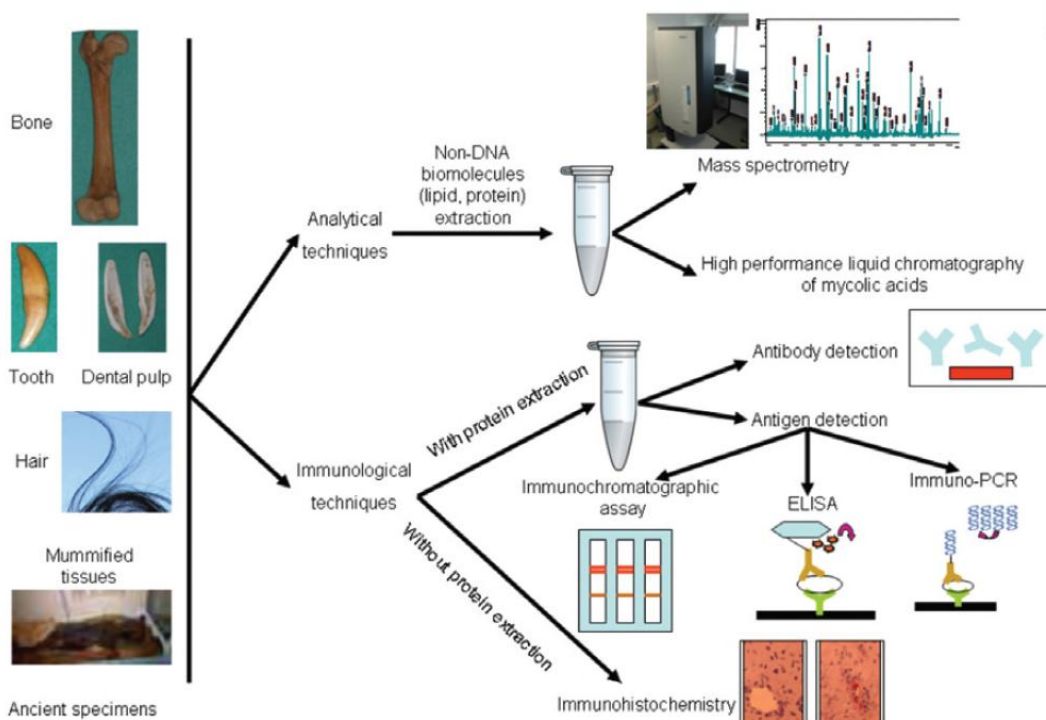 Bone
Tooth
Dental pulp
Hair
Mummified
tissues
Ancient specimens
Analytical
techniques
Non-DNA
biomolecules
(lipid, protein)
extraction
Mass spectrometry
High performance liquid chromatography
of mycolic acids
Immunological
techniques
With protein extraction
Antibody detection
Antigen detection
Immunochromatographic
assay
ELISA
Immuno-PCR
Without protein extraction
Immunohistochemistry